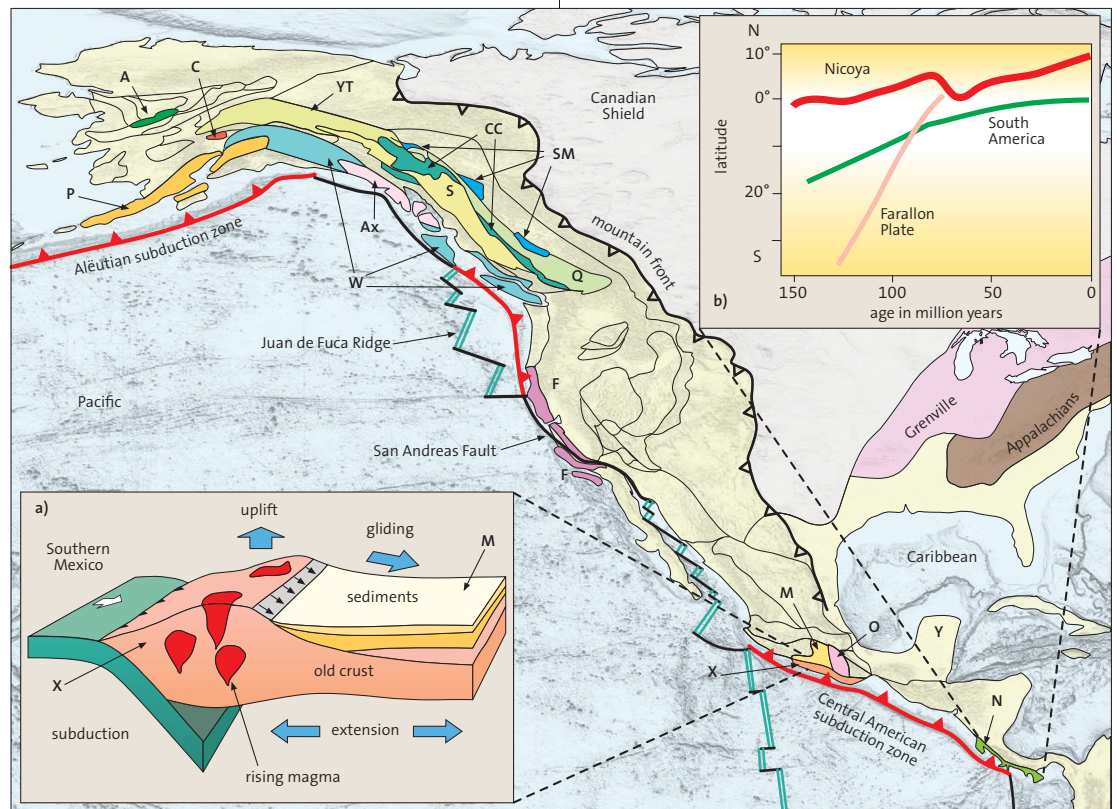 A
C
YT
CC
SM
P
S
Ax
Q
W
Aleutian subduction zone
Canadian
Shield
mountain front
Juan de Fuca Ridge
Pacific
F
San Andreas Fault
F
Grenville
Appalachians
Caribbean
M
O
Y
X
N
Central American
subduction zone
b)
N
10°
0°
20°
S
latitude
Nicoya
South
America
Farallon
Plate
150
100
50
0
age in million years
a)
uplift
gliding
M
Southern
Mexico
sediments
X
old crust
subduction
extension
rising magma